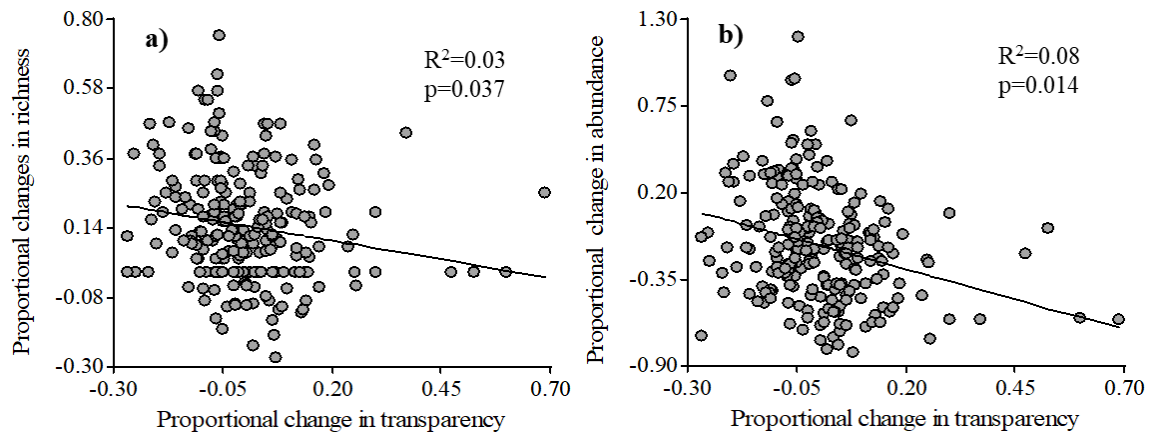 a)
R²=0.03
p=0.037
Proportional changes in richness
0.80
0.58
0.36
0.14
-0.08
-0.30
-0.30
-0.05
0.20
0.45
0.70
Proportional change in transparency
b)
R²=0.08
p=0.014
Proportional change in abundance
1.30
0.75
0.20
-0.35
-0.90
-0.30
-0.05
0.20
0.45
0.70
Proportional change in transparency